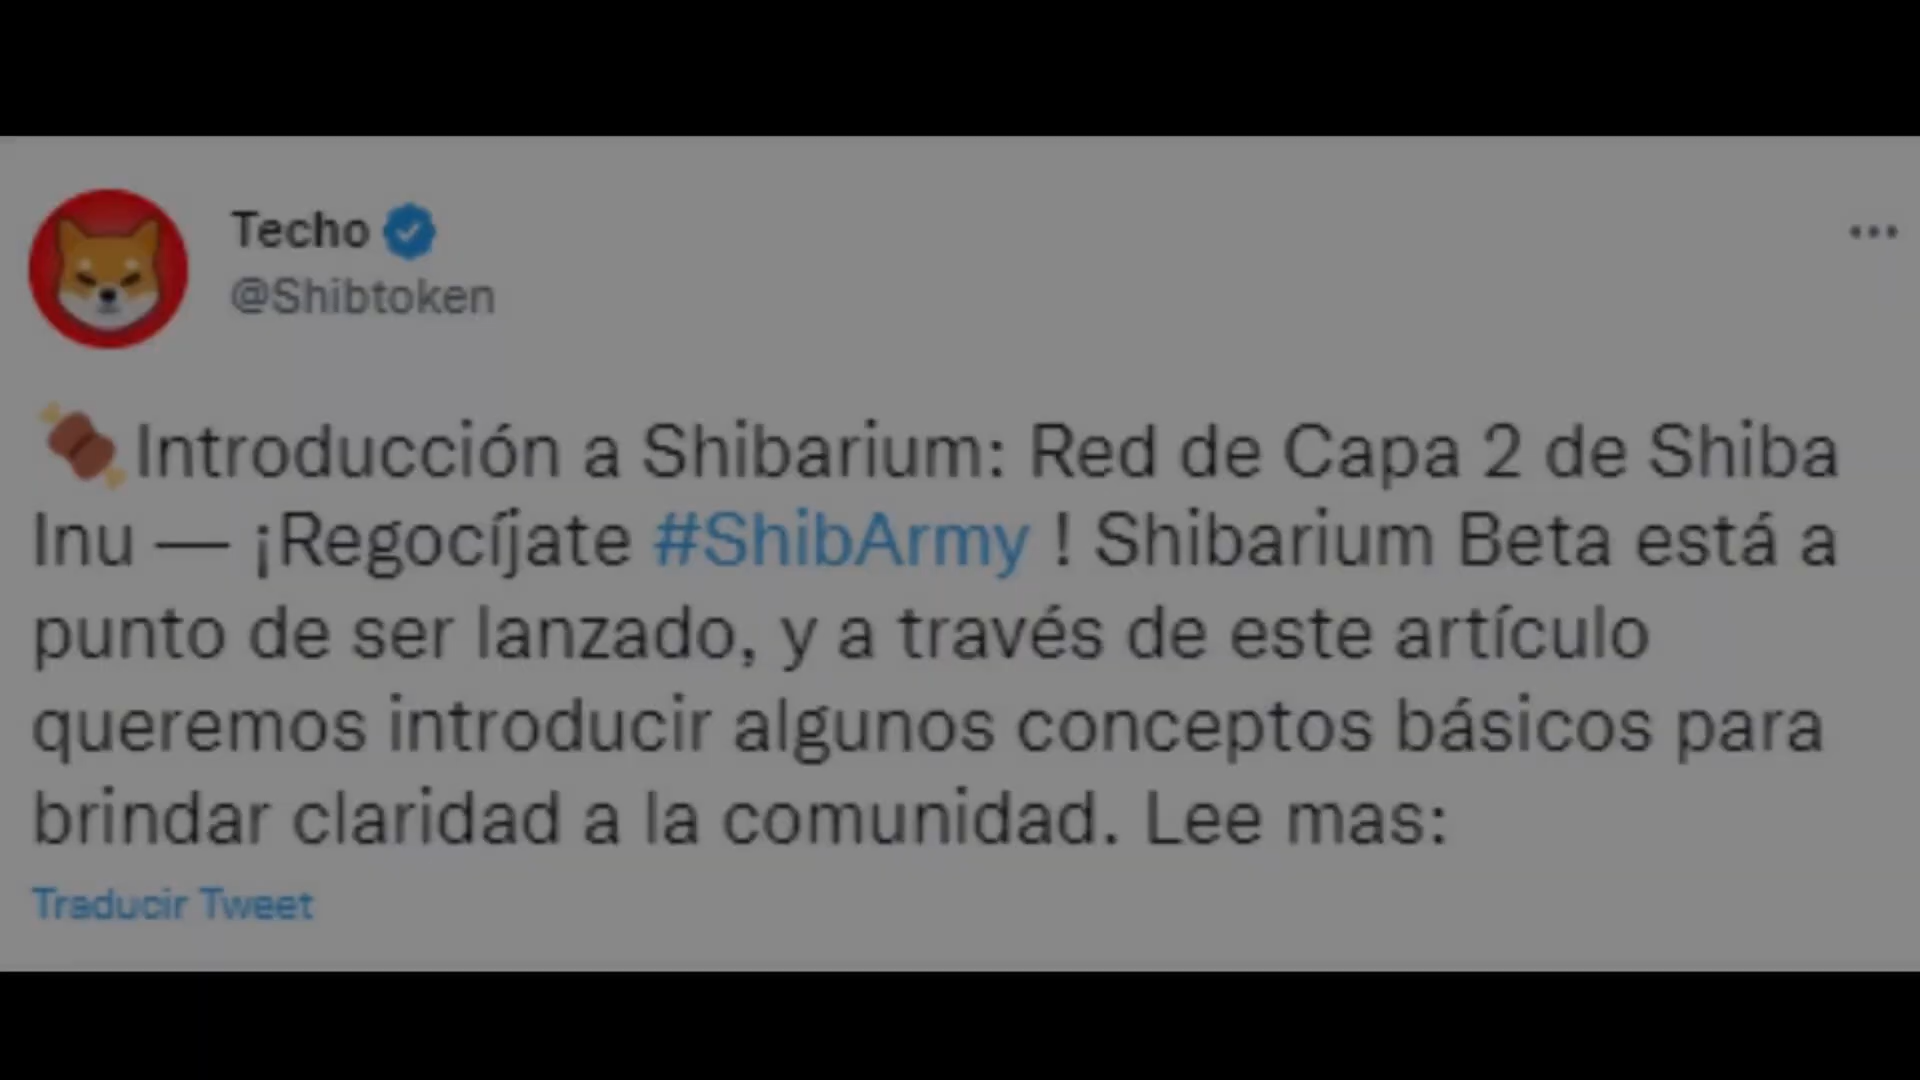 Techo
@Shibtoken
Introducción a Shibarium: Red de Capa 2 de Shiba
Inu — ¡Regocíjate #ShibArmy ! Shibarium Beta está a
punto de ser lanzado, y a través de este artículo
queremos introducir algunos conceptos básicos para
brindar claridad a la comunidad. Lee mas:
Traducir Tweet